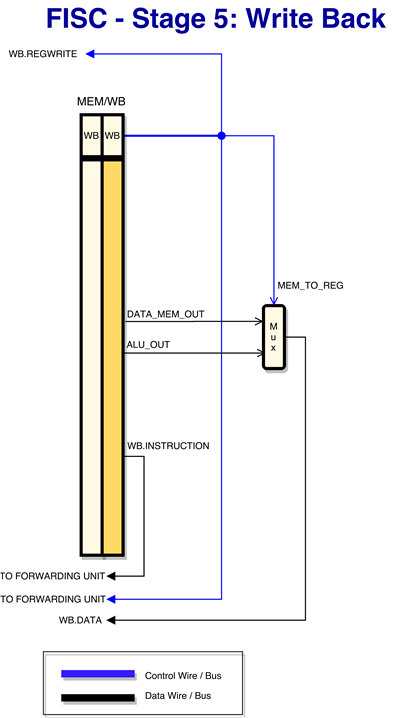 FISC - Stage 5: Write Back
WB.REGWRITE
MEM/WB
WB WB
MEM_TO_REG
DATA_MEM_OUT
M
u
x
ALU_OUT
WB.INSTRUCTION
TO FORWARDING UNIT
TO FORWARDING UNIT
WB.DATA
Control Wire / Bus
Data Wire / Bus